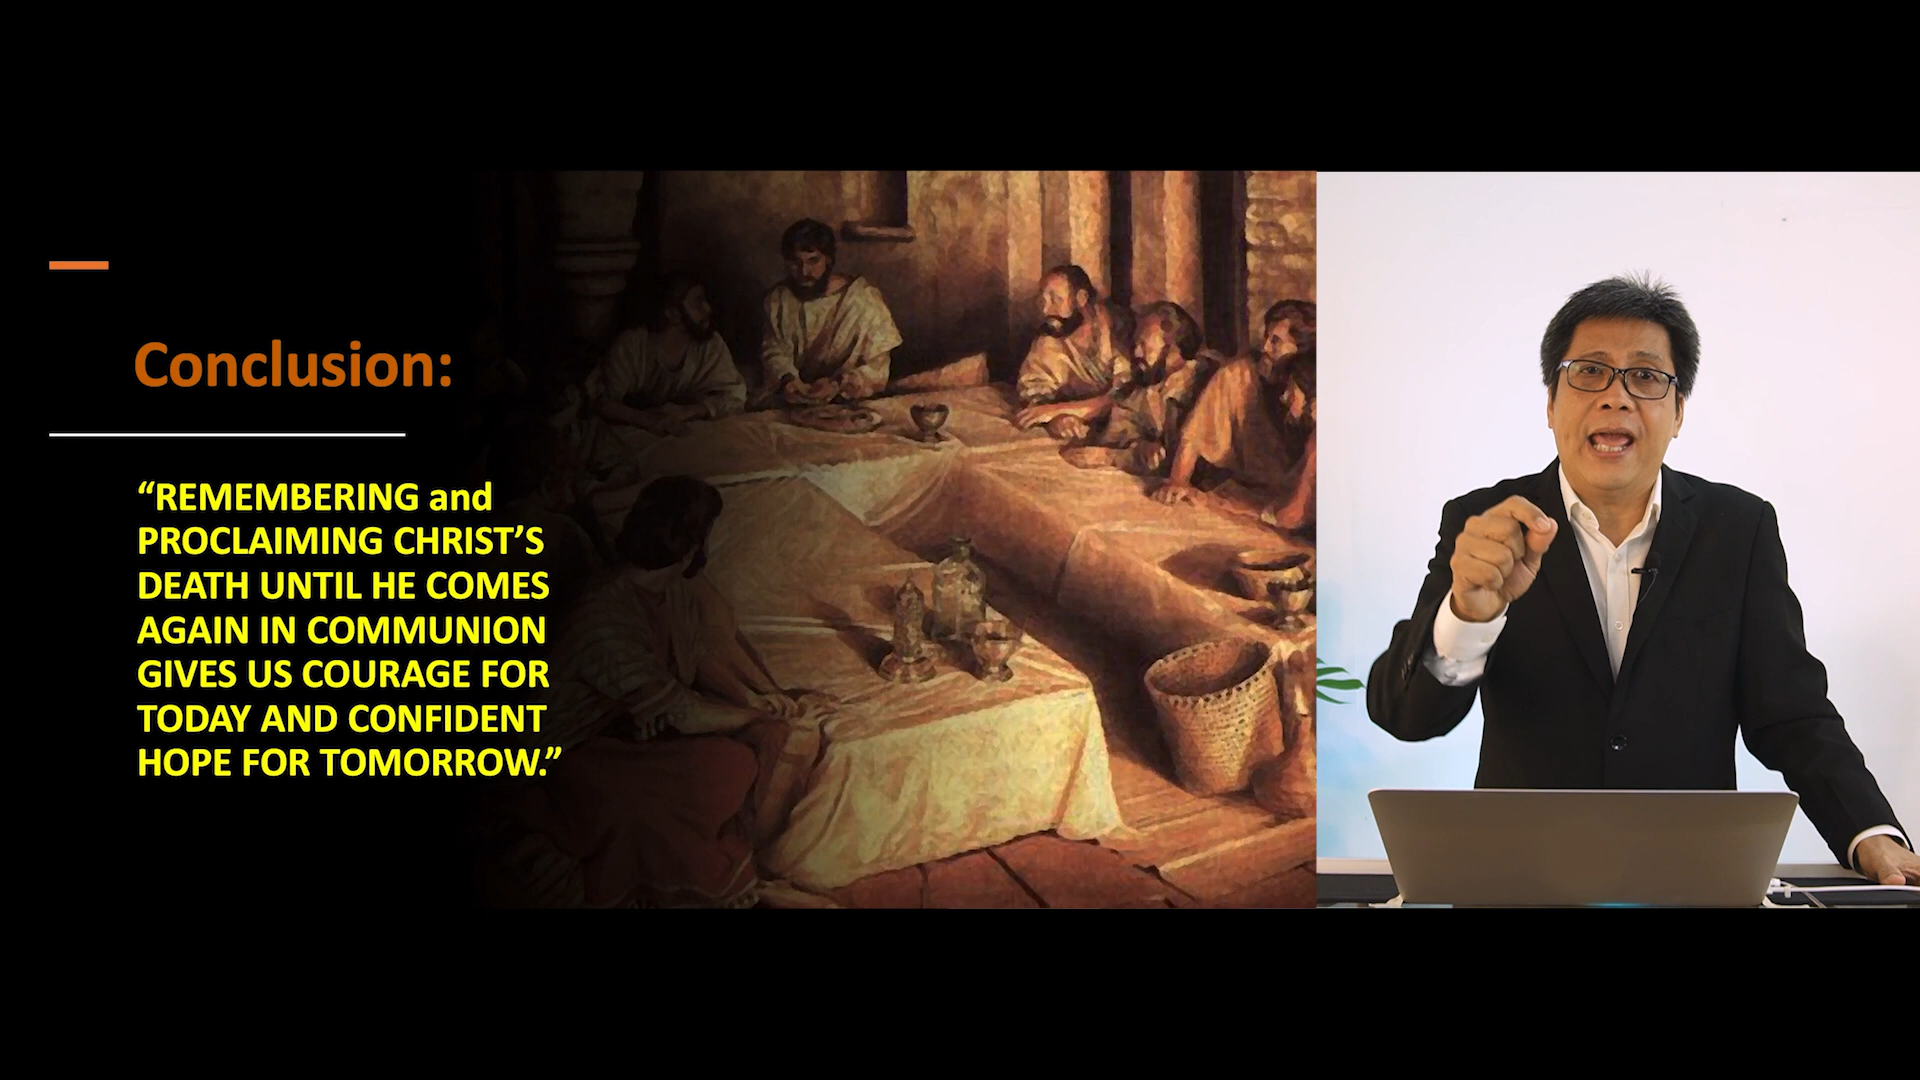 Conclusion:
“REMEMBERING and
PROCLAIMING CHRIST’S
DEATH UNTIL HE COMES
AGAIN IN COMMUNION
GIVES US COURAGE FOR
TODAY AND CONFIDENT
HOPE FOR TOMORROW.”